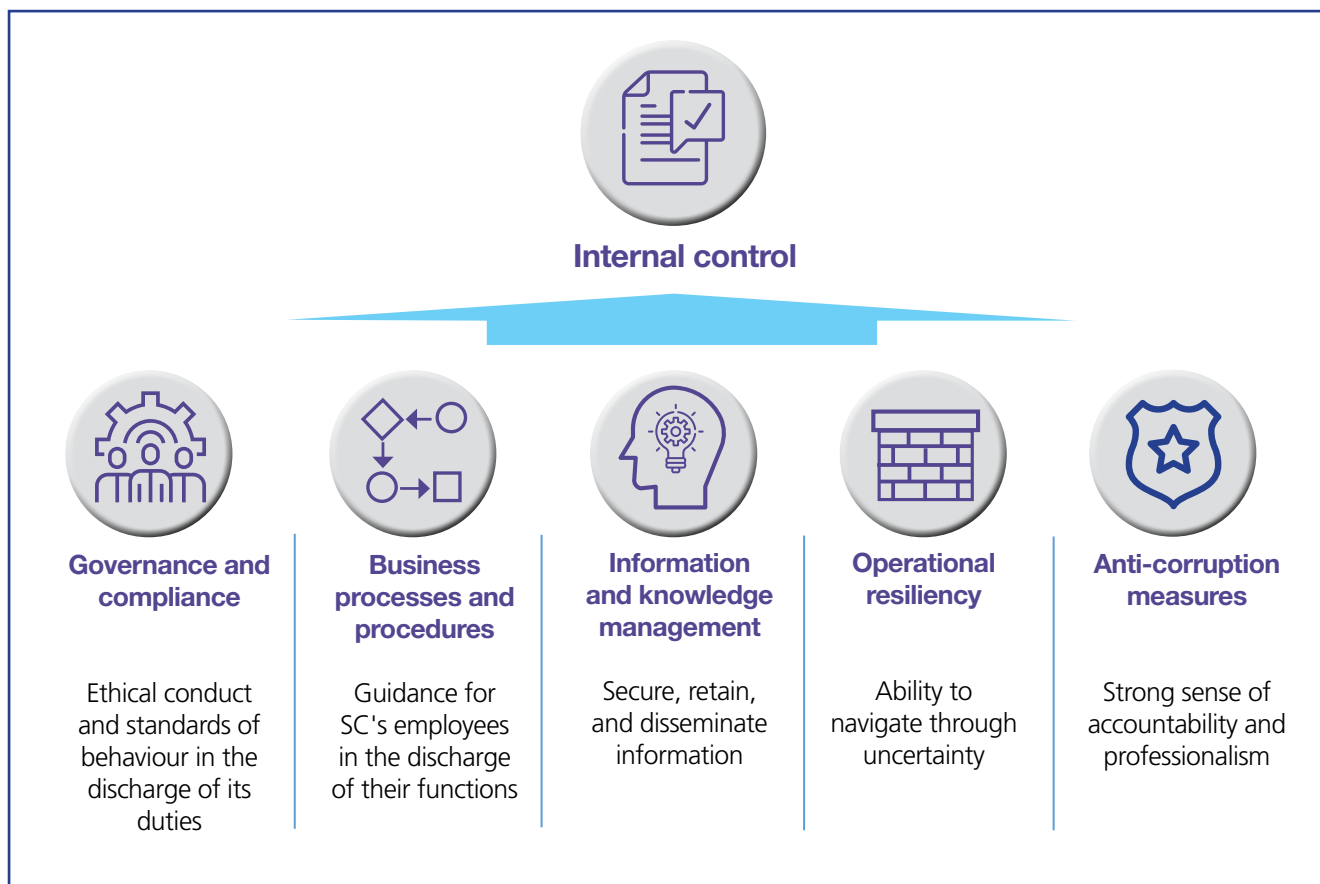 Internal control
Governance and
compliance
Ethical conduct
and standards of
behaviour in the
discharge of its
duties
Business
processes and
procedures
Guidance for
SC's employees
in the discharge
of their functions
Information
and knowledge
management
Secure, retain,
and disseminate
information
Operational
resiliency
Ability to
navigate through
uncertainty
Anti-corruption
measures
Strong sense of
accountability and
professionalism